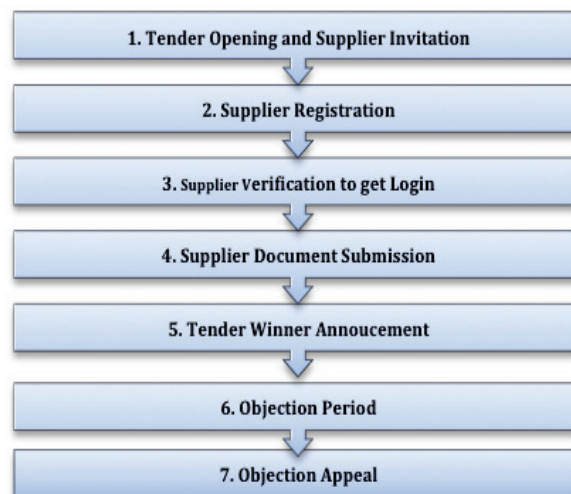 1. Tender Opening and Supplier Invitation
2. Supplier Registration
3. Supplier Verification to get Login
4. Supplier Document Submission
5. Tender Winner Annoucement
6. Objection Period
7. Objection Appeal